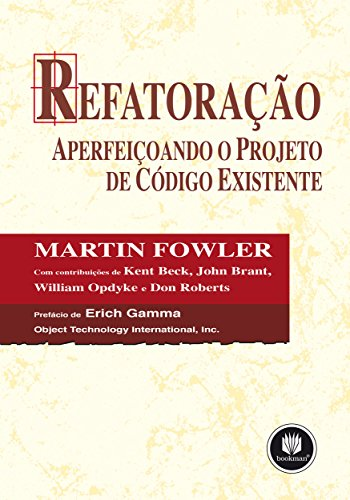 REFATORAÇÃO
APERFEIÇOANDO O PROJETO
DE CÓDIGO EXISTENTE
MARTIN FOWLER
Com contribuições de Kent Beck, John Brant,
William Opdyke e Don Roberts
Prefácio de Erich Gamma
Object Technology International, Inc.
bookman®